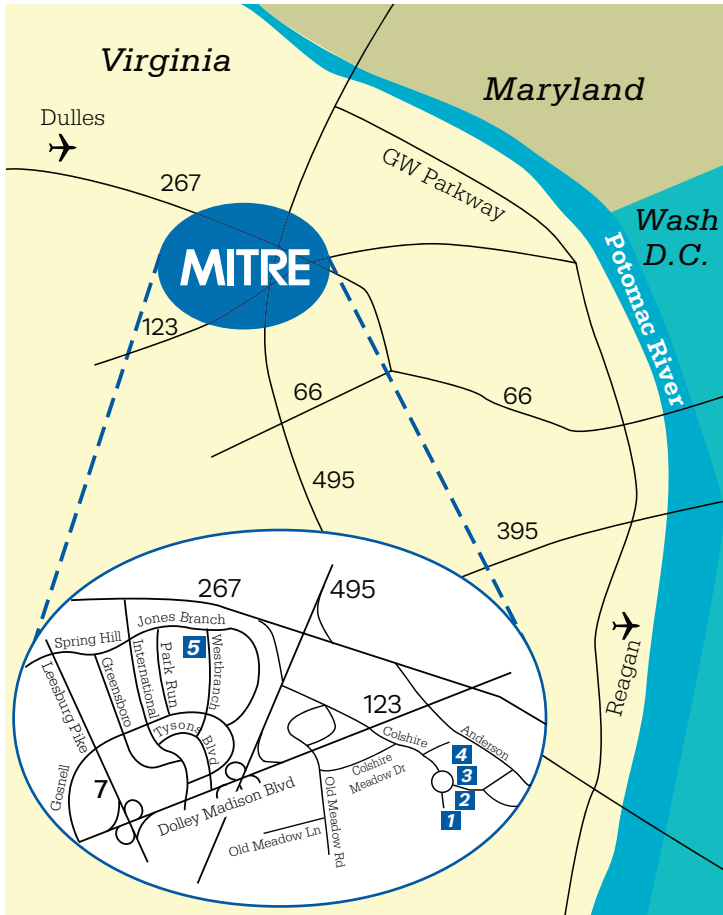 Virginia
Maryland
Dulles
GW Parkway
267
Wash
D.C.
MITRE
Potomac River
123
66
66
495
395
267
495
Jones Branch
Spring Hill
5
Westbranch
Park Run
International
Greensboro
Leesburg Pike
123
Reagan
Tysons Blvd
Colshire
Anderson
4
3
2
1
Colshire
Meadow Dr
Gosnell
7
Dolley Madison Blvd
Old Meadow Rd
Old Meadow Ln